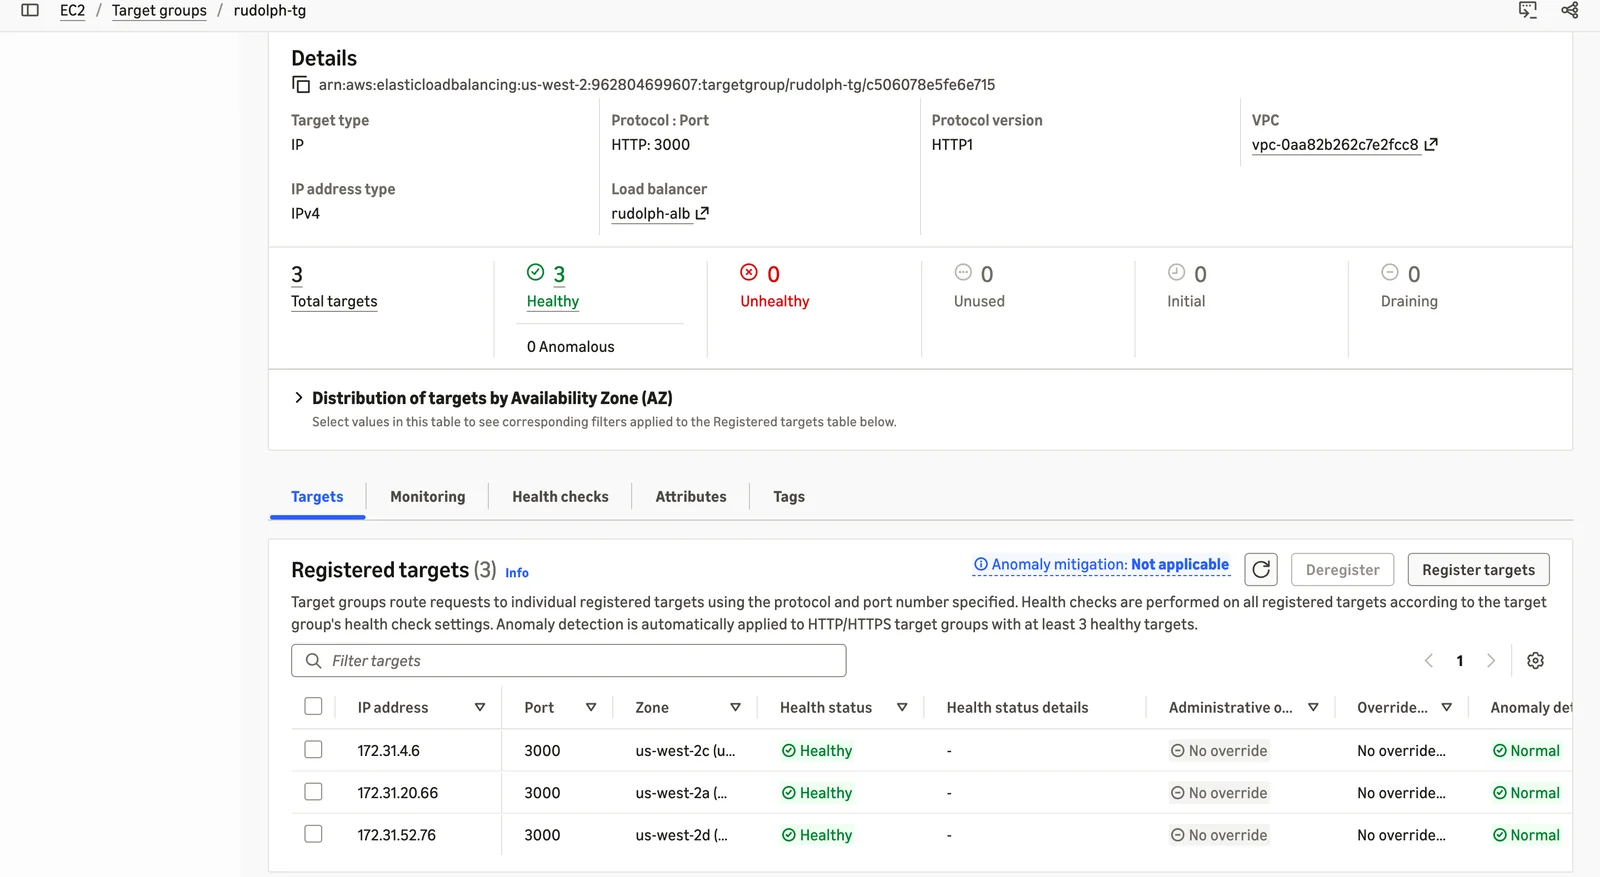 EC2 / Target groups / rudolph-tg
Details
arn:aws:elasticloadbalancing:us-west-2:962804699607:targetgroup/rudolph-tg/c506078e5fe6e715
Target type
IP
Protocol : Port
HTTP: 3000
Protocol version
HTTP1
VPC
vpc-0aa82b262c7e2fcc8
IP address type
IPv4
Load balancer
rudolph-alb
3
Total targets
3
Healthy
0 Anomalous
0
Unhealthy
0
Unused
0
Initial
0
Draining
Distribution of targets by Availability Zone (AZ)
Select values in this table to see corresponding filters applied to the Registered targets table below.
Targets Monitoring Health checks Attributes Tags
Registered targets (3) Info
Anomaly mitigation: Not applicable
Deregister
Register targets
Target groups route requests to individual registered targets using the protocol and port number specified. Health checks are performed on all registered targets according to the target
group's health check settings. Anomaly detection is automatically applied to HTTP/HTTPS target groups with at least 3 healthy targets.
Filter targets
1
IP address Port Zone Health status Health status details Administrative o... Override... Anomaly det
172.31.4.6 3000 us-west-2c (u... Healthy - No override No override... Normal
172.31.20.66 3000 us-west-2a (... Healthy - No override No override... Normal
172.31.52.76 3000 us-west-2d (... Healthy - No override No override... Normal